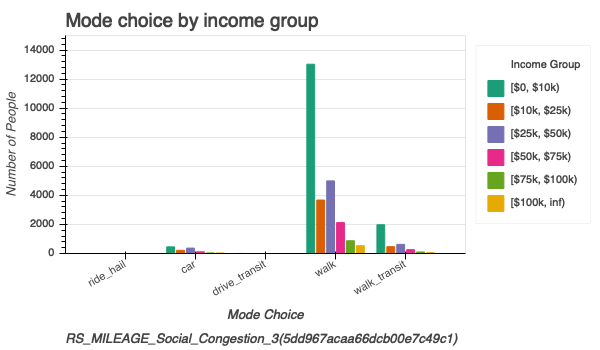 Mode choice by income group
14000
12000
10000
8000
6000
4000
2000
0
Number of People
ride_hail
car
drive_transit
walk
walk_transit
Mode Choice
RS_MILEAGE_Social_Congestion_3(5dd967acaa66dcb00e7c49c1)
Income Group
[$0, $10k)
[$10k, $25k)
[$25k, $50k)
[$50k, $75k)
[$75k, $100k)
[$100k, inf)